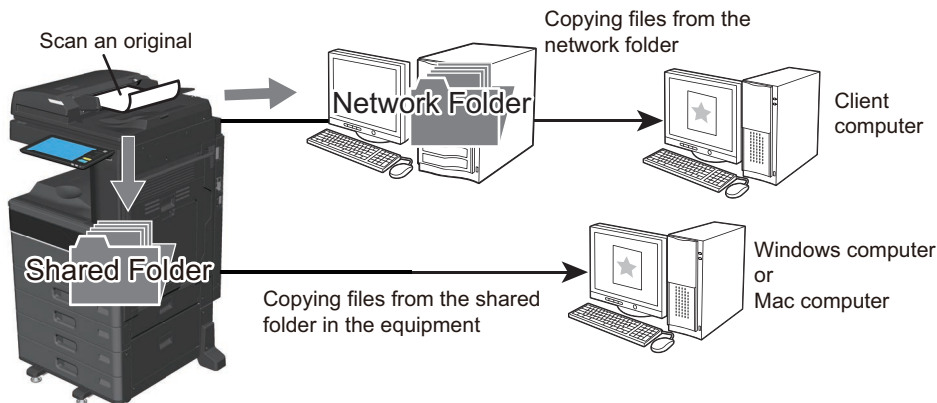 Scan an original
Copying files from the
network folder
Network Folder
Client
computer
Shared Folder
Copying files from the shared
folder in the equipment
Windows computer
or
Mac computer